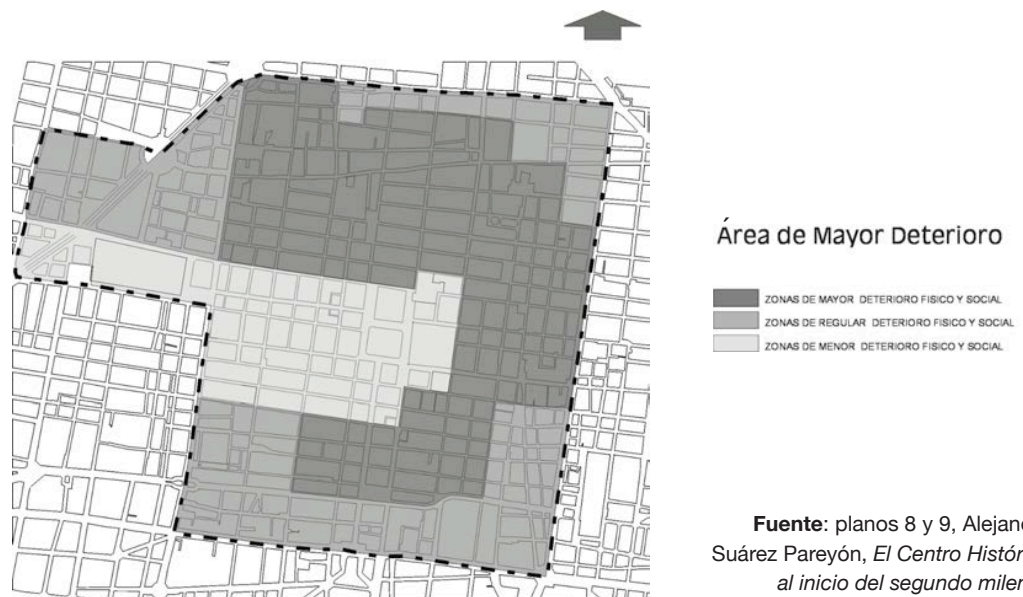 Área de Mayor Deterioro
ZONAS DE MAYOR DETERIORO FISICO Y SOCIAL
ZONAS DE REGULAR DETERIORO FISICO Y SOCIAL
ZONAS DE MENOR DETERIORO FISICO Y SOCIAL
Fuente: planos 8 y 9, Alejand
Suárez Pareyón, El Centro Histór
al inicio del segundo milen